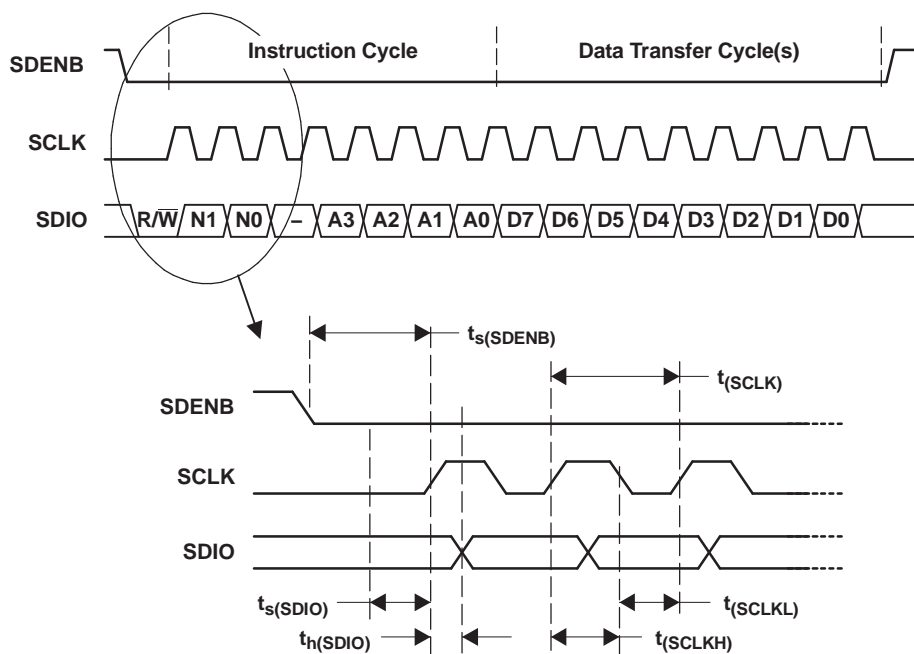 Instruction Cycle Data Transfer Cycle(s)
SDENB
SCLK
SDIO R/W̅ N1 N0 – A3 A2 A1 A0 D7 D6 D5 D4 D3 D2 D1 D0
ts(SDENB)
t(SCLK)
SDENB
SCLK
SDIO
ts(SDIO) t(SCLKL)
th(SDIO) t(SCLKH)